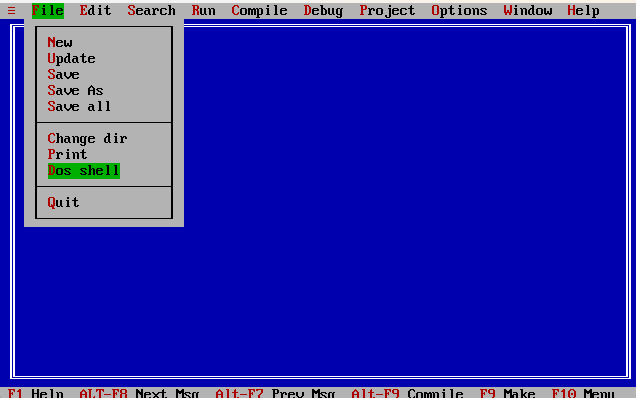 ≡ File Edit Search Run Compile Debug Project Options Window Help
New
Update
Save
Save As
Save all
Change dir
Print
Dos shell
Quit
F1 Help ALT-F8 Next Msg Alt-F7 Prev Msg Alt-F9 Compile F9 Make F10 Menu